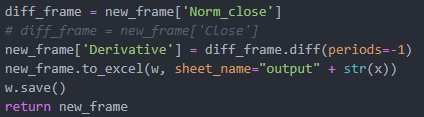 diff_frame = new_frame['Norm_close']
# diff_frame = new_frame['Close']
new_frame['Derivative'] = diff_frame.diff(periods=-1)
new_frame.to_excel(w, sheet_name="output" + str(x))
w.save()
return new_frame